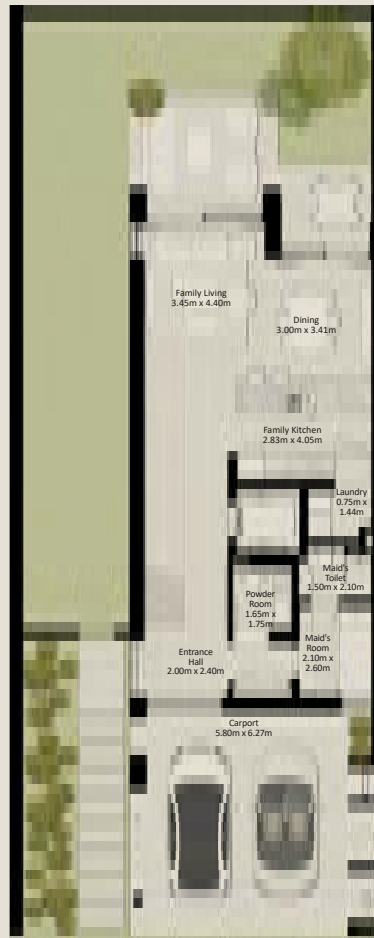 Family Living
3.45m x 4.40m
Dining
3.00m x 3.41m
Family Kitchen
2.83m x 4.05m
Laundry
0.75m x
1.44m
Maid's
Toilet
1.50m x 2.10m
Powder
Room
1.65m x
1.75m
Maid's
Room
2.10m x
2.60m
Entrance
Hall
2.00m x 2.40m
Carport
5.80m x 6.27m